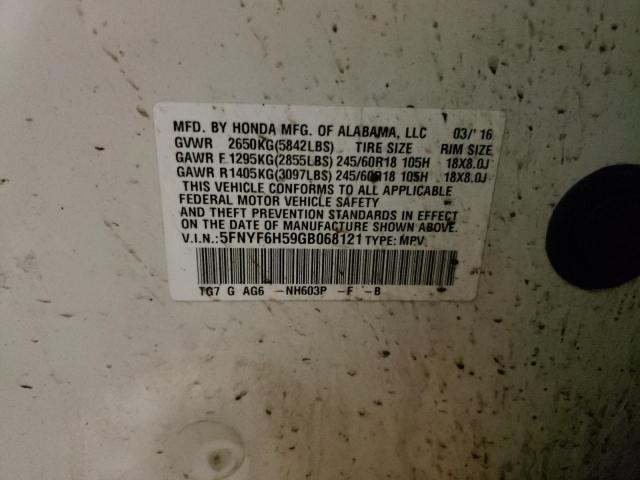 MFD. BY HONDA MFG. OF ALABAMA, LLC 03/'16
GVWR 2650KG(5842LBS) TIRE SIZE RIM SIZE
GAWR F 1295KG(2855LBS) 245/60R18 105H 18X8.0J
GAWR R 1405KG(3097LBS) 245/60R18 105H 18X8.0J
THIS VEHICLE CONFORMS TO ALL APPLICABLE
FEDERAL MOTOR VEHICLE SAFETY
AND THEFT PREVENTION STANDARDS IN EFFECT
ON THE DATE OF MANUFACTURE SHOWN ABOVE.
V.I.N.:5FNYF6H59GB068121 TYPE: MPV
TG7 G AG6 -NH603P -F -B